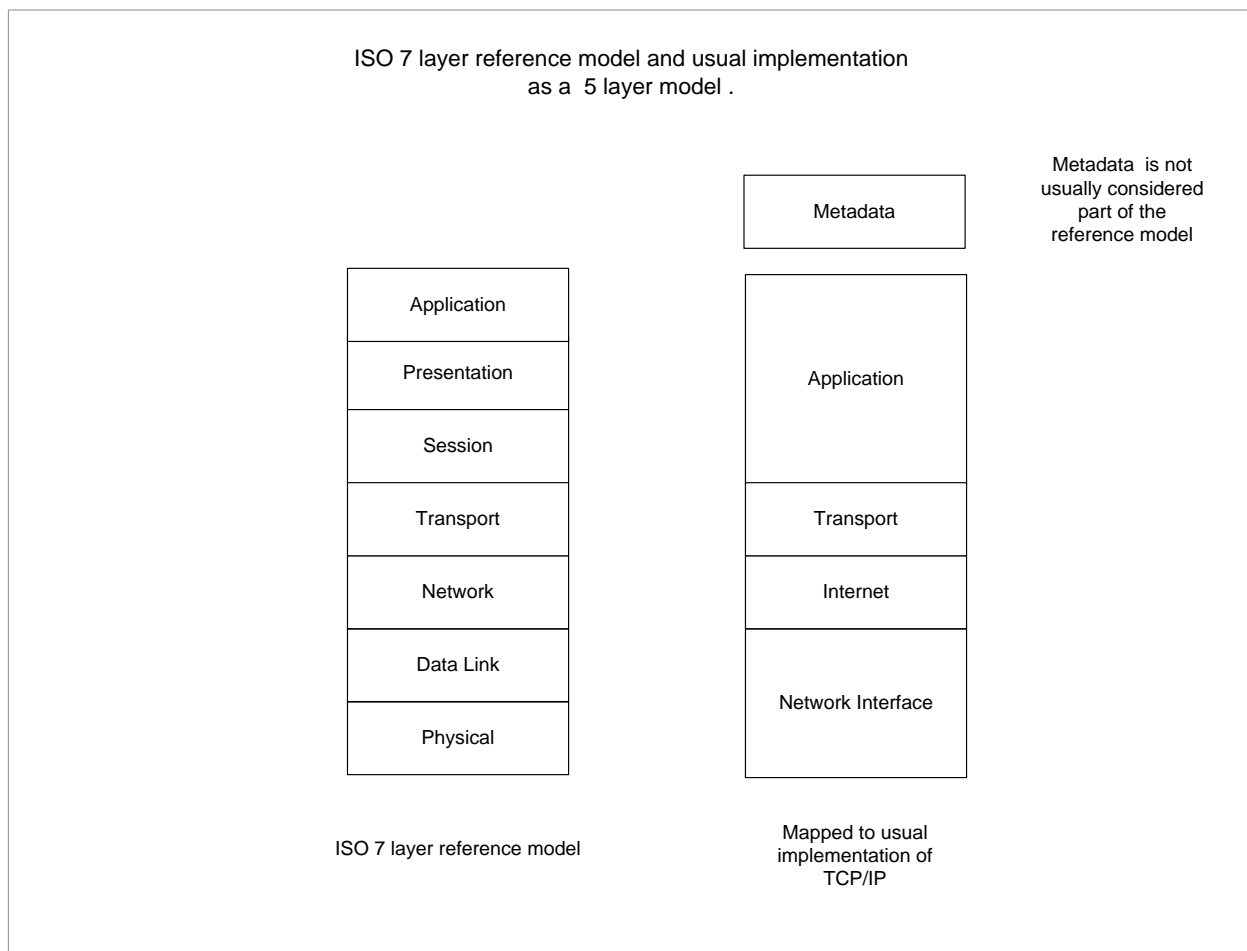 ISO 7 layer reference model and usual implementation
as a 5 layer model .
Metadata
Metadata is not
usually considered
part of the
reference model
Application
Presentation
Session
Transport
Network
Data Link
Physical
Application
Transport
Internet
Network Interface
ISO 7 layer reference model
Mapped to usual
implementation of
TCP/IP